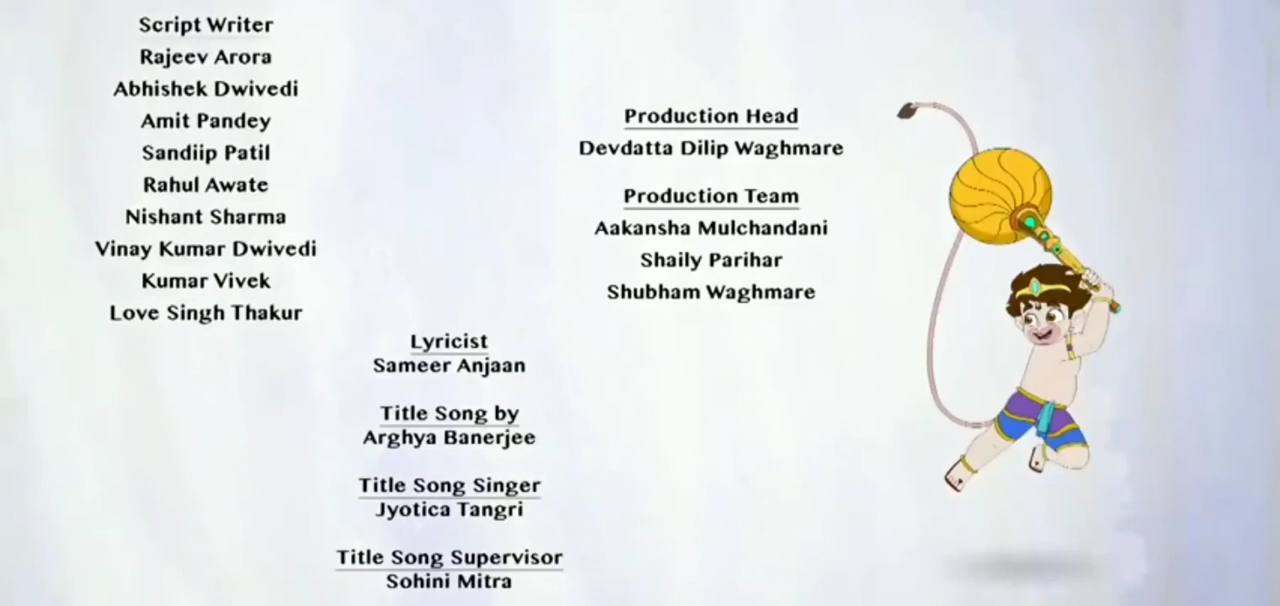 Script Writer
Rajeev Arora
Abhishek Dwivedi
Amit Pandey
Sandiip Patil
Rahul Awate
Nishant Sharma
Vinay Kumar Dwivedi
Kumar Vivek
Love Singh Thakur
Lyricist
Sameer Anjaan
Title Song by
Arghya Banerjee
Title Song Singer
Jyotica Tangri
Title Song Supervisor
Sohini Mitra
Production Head
Devdatta Dilip Waghmare
Production Team
Aakansha Mulchandani
Shaily Parihar
Shubham Waghmare